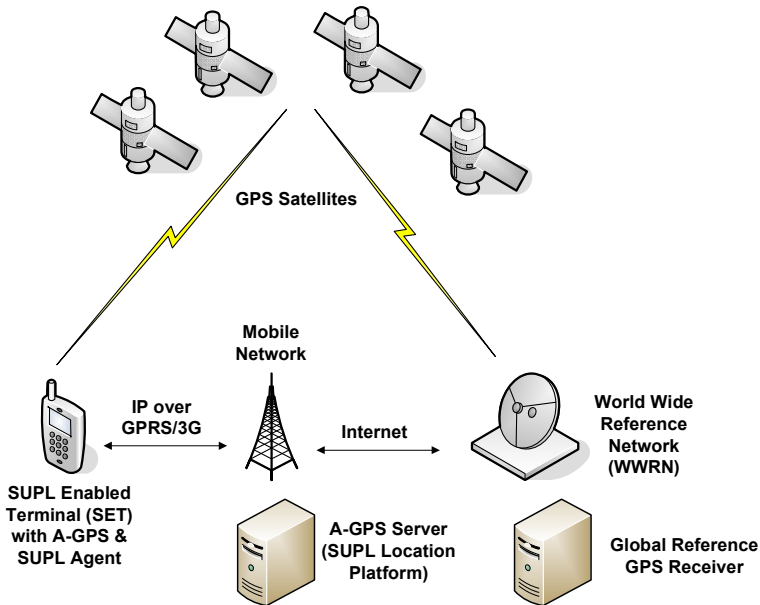 GPS Satellites
Mobile
Network
IP over
GPRS/3G
Internet
World Wide
Reference
Network
(WWRN)
SUPL Enabled
Terminal (SET)
with A-GPS &
SUPL Agent
A-GPS Server
(SUPL Location
Platform)
Global Reference
GPS Receiver